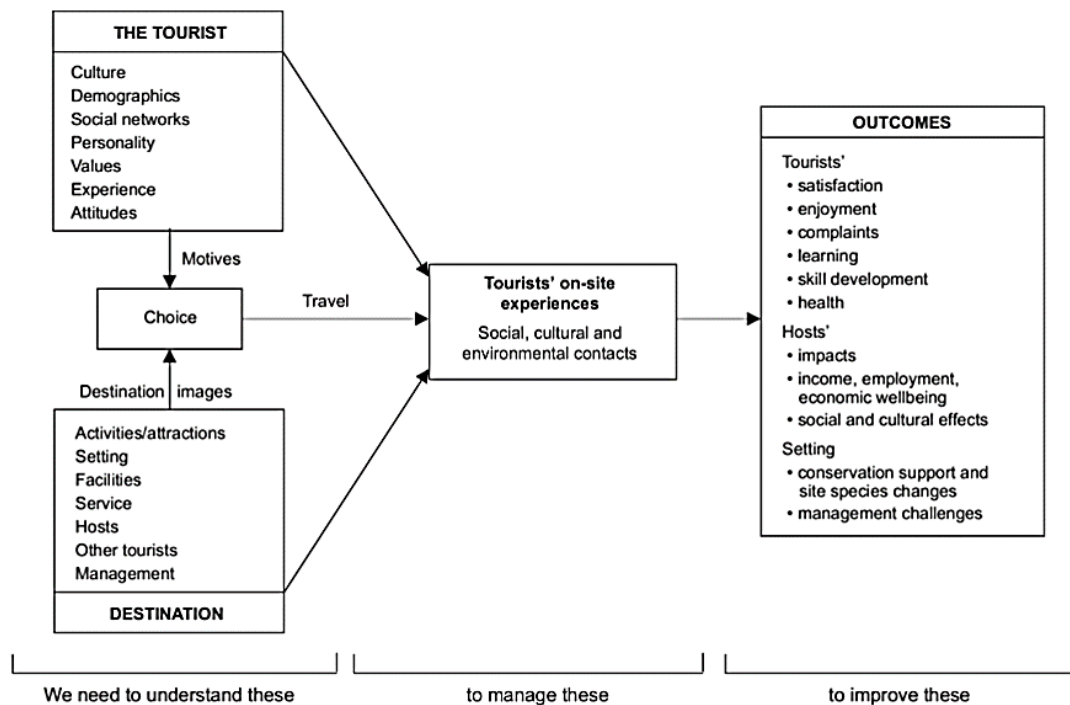 THE TOURIST
Culture
Demographics
Social networks
Personality
Values
Experience
Attitudes
Motives
Choice
Travel
Destination images
Activities/attractions
Setting
Facilities
Service
Hosts
Other tourists
Management
DESTINATION
Tourists’ on-site
experiences
Social, cultural and
environmental contacts
OUTCOMES
Tourists’
• satisfaction
• enjoyment
• complaints
• learning
• skill development
• health
Hosts’
• impacts
• income, employment,
economic wellbeing
• social and cultural effects
Setting
• conservation support and
site species changes
• management challenges
We need to understand these
to manage these
to improve these